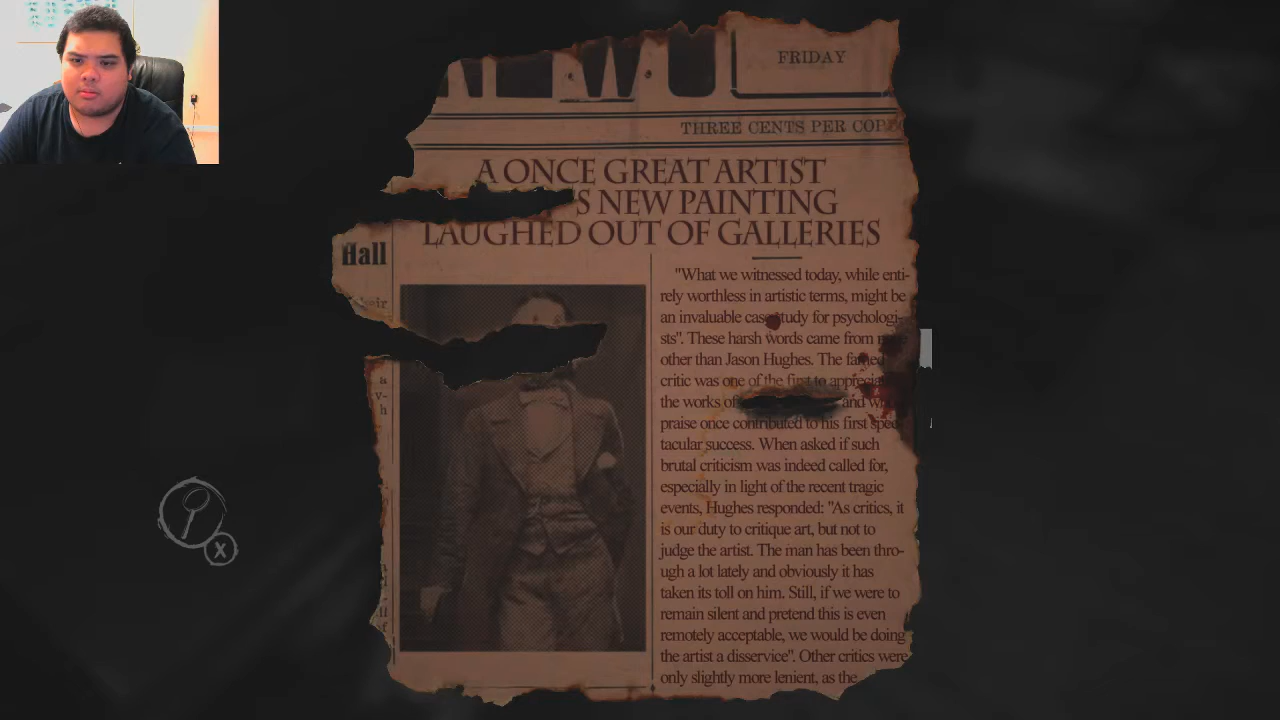 FRIDAY
THREE CENTS PER COP
A ONCE GREAT ARTIST
'S NEW PAINTING
LAUGHED OUT OF GALLERIES
Hall
"What we witnessed today, while enti-
rely worthless in artistic terms, might be
an invaluable case study for psychologi-
sts". These harsh words came from
other than Jason Hughes. The famed
critic was one of the first to apprecia
the works of and
praise once contributed to his first spec-
tacular success. When asked if such
brutal criticism was indeed called for,
especially in light of the recent tragic
events, Hughes responded: "As critics, it
is our duty to critique art, but not to
judge the artist. The man has been thro-
ugh a lot lately and obviously it has
taken its toll on him. Still, if we were to
remain silent and pretend this is even
remotely acceptable, we would be doing
the artist a disservice". Other critics were
only slightly more lenient, as the
a
v-
h
X